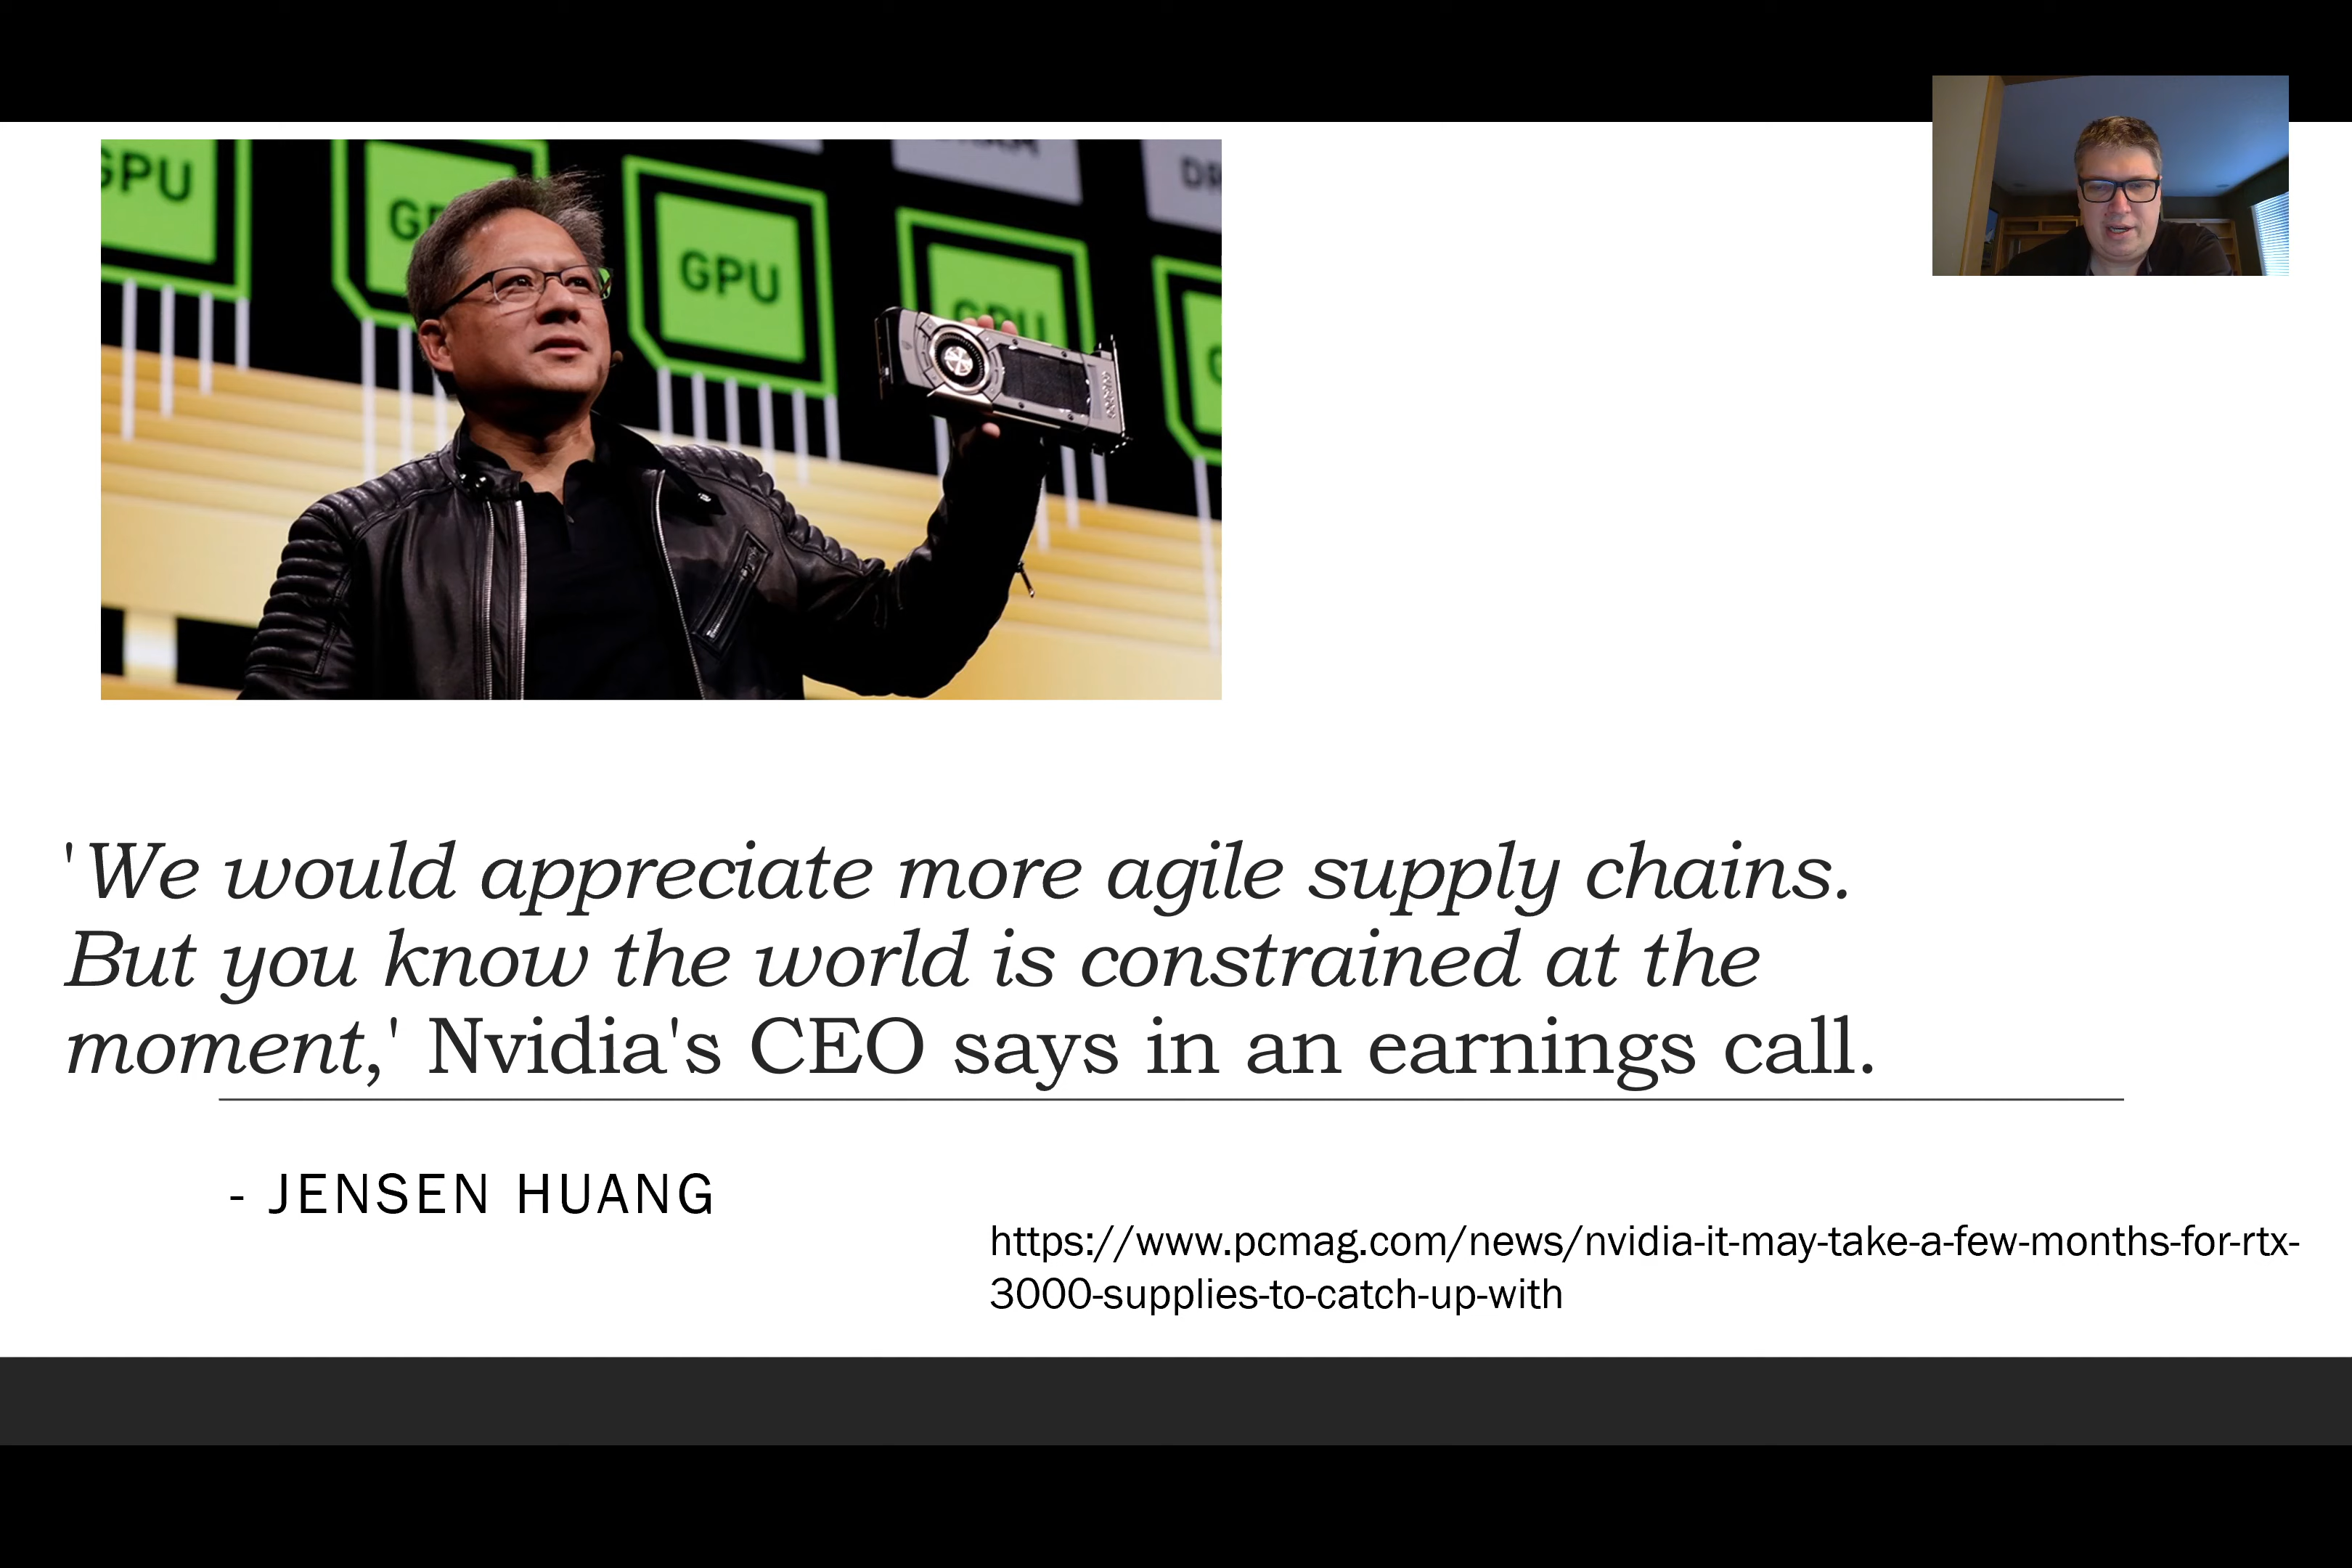 GPU
GPU
DR
'We would appreciate more agile supply chains.
But you know the world is constrained at the
moment,' Nvidia's CEO says in an earnings call.
- JENSEN HUANG
https://www.pcmag.com/news/nvidia-it-may-take-a-few-months-for-rtx-
3000-supplies-to-catch-up-with